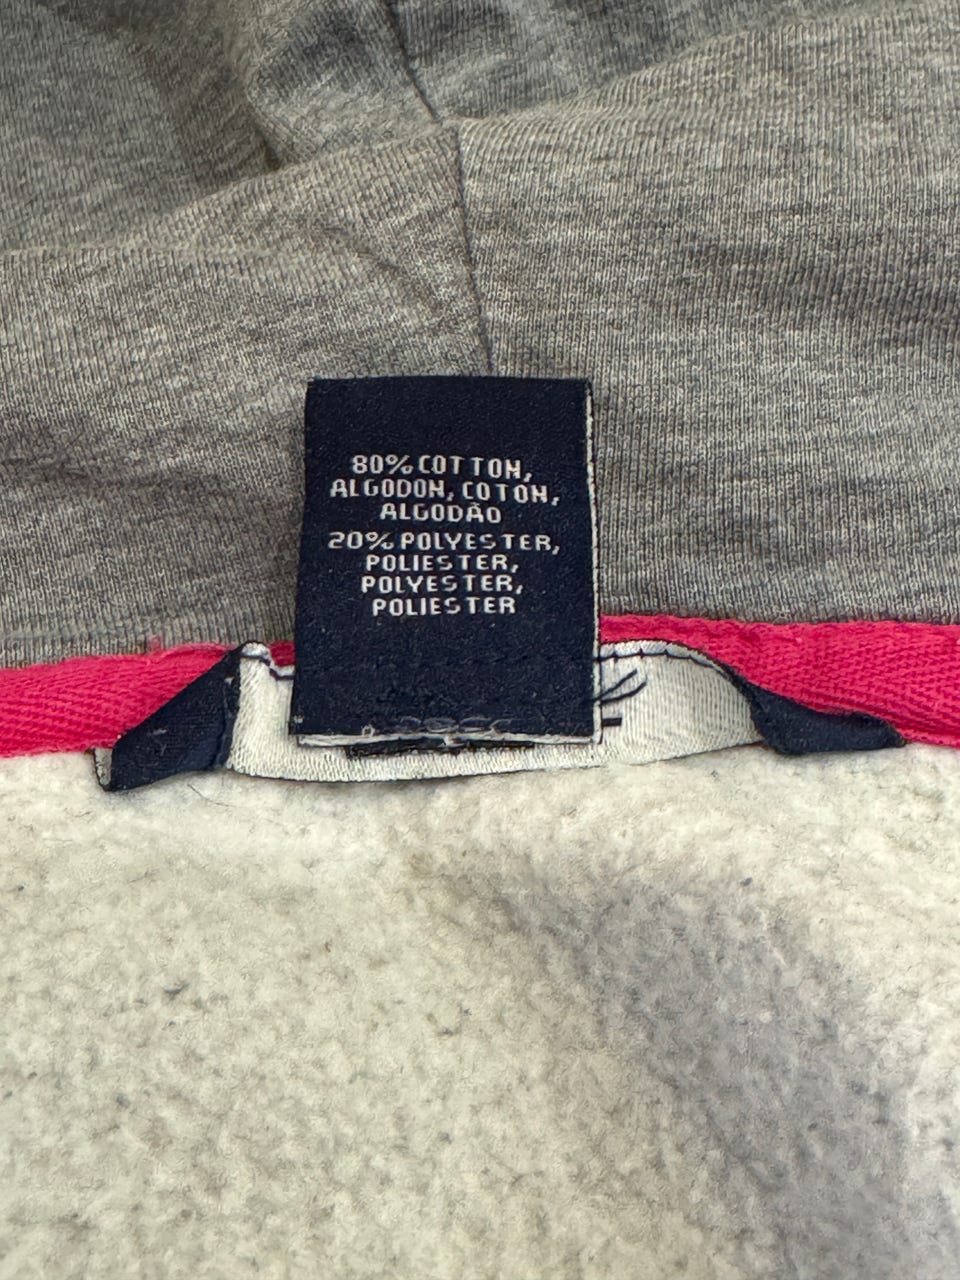 80% COTTON,
ALGODON, COTON,
ALGODÃO
20% POLYESTER,
POLIESTER,
POLYESTER,
POLIESTER